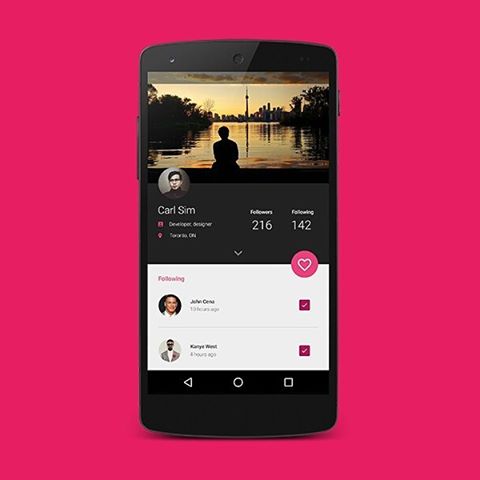 Carl Sim
Followers
Following
Developer, designer
216
142
Toronto, ON
Following
John Cena
10 hours ago
Kanye West
4 hours ago